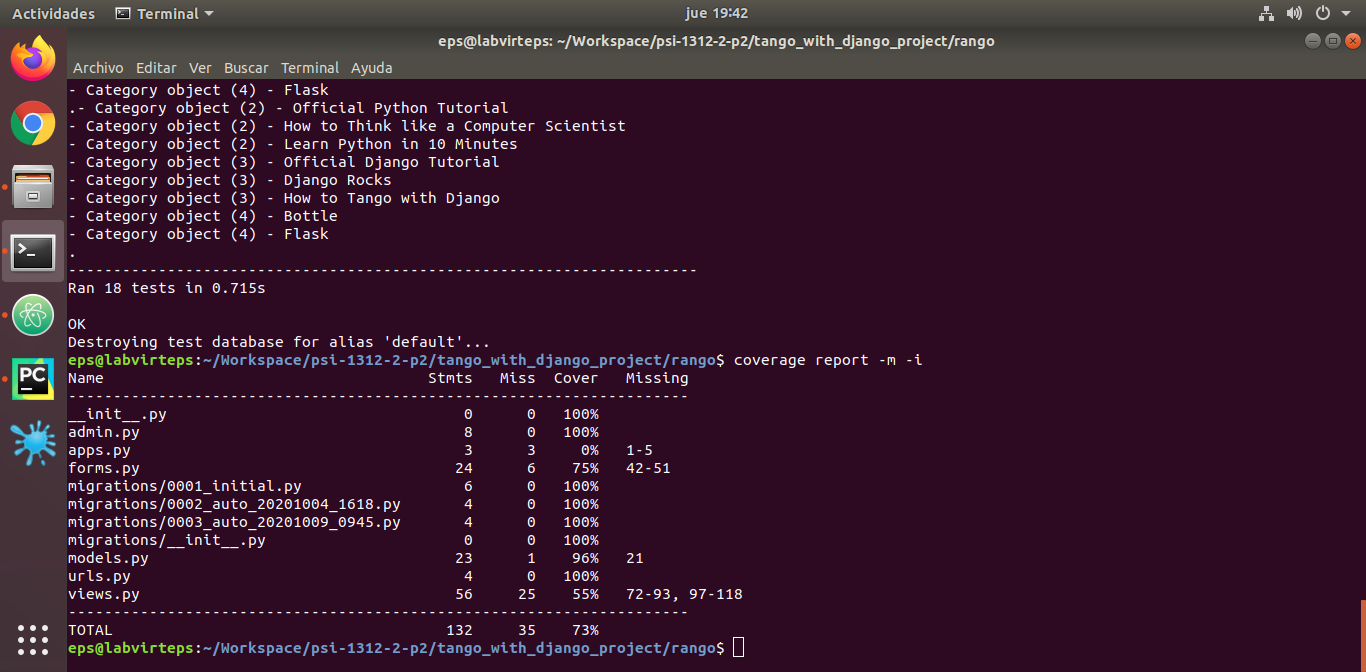 Actividades Terminal jue 19:42
eps@labvirteps: ~/Workspace/psi-1312-2-p2/tango_with_django_project/rango
Archivo Editar Ver Buscar Terminal Ayuda
- Category object (4) - Flask
.- Category object (2) - Official Python Tutorial
- Category object (2) - How to Think like a Computer Scientist
- Category object (2) - Learn Python in 10 Minutes
- Category object (3) - Official Django Tutorial
- Category object (3) - Django Rocks
- Category object (3) - How to Tango with Django
- Category object (4) - Bottle
- Category object (4) - Flask
.
----------------------------------------------------------------------
Ran 18 tests in 0.715s
OK
Destroying test database for alias 'default'...
eps@labvirteps:~/Workspace/psi-1312-2-p2/tango_with_django_project/rango$ coverage report -m -i
Name                                    Stmts   Miss  Cover   Missing
---------------------------------------------------------------------
__init__.py                                 0      0   100%
admin.py                                    8      0   100%
apps.py                                     3      3     0%   1-5
forms.py                                   24      6    75%   42-51
migrations/0001_initial.py                  6      0   100%
migrations/0002_auto_20201004_1618.py       4      0   100%
migrations/0003_auto_20201009_0945.py       4      0   100%
migrations/__init__.py                      0      0   100%
models.py                                  23      1    96%   21
urls.py                                     4      0   100%
views.py                                   56     25    55%   72-93, 97-118
---------------------------------------------------------------------
TOTAL                                     132     35    73%
eps@labvirteps:~/Workspace/psi-1312-2-p2/tango_with_django_project/rango$
PC